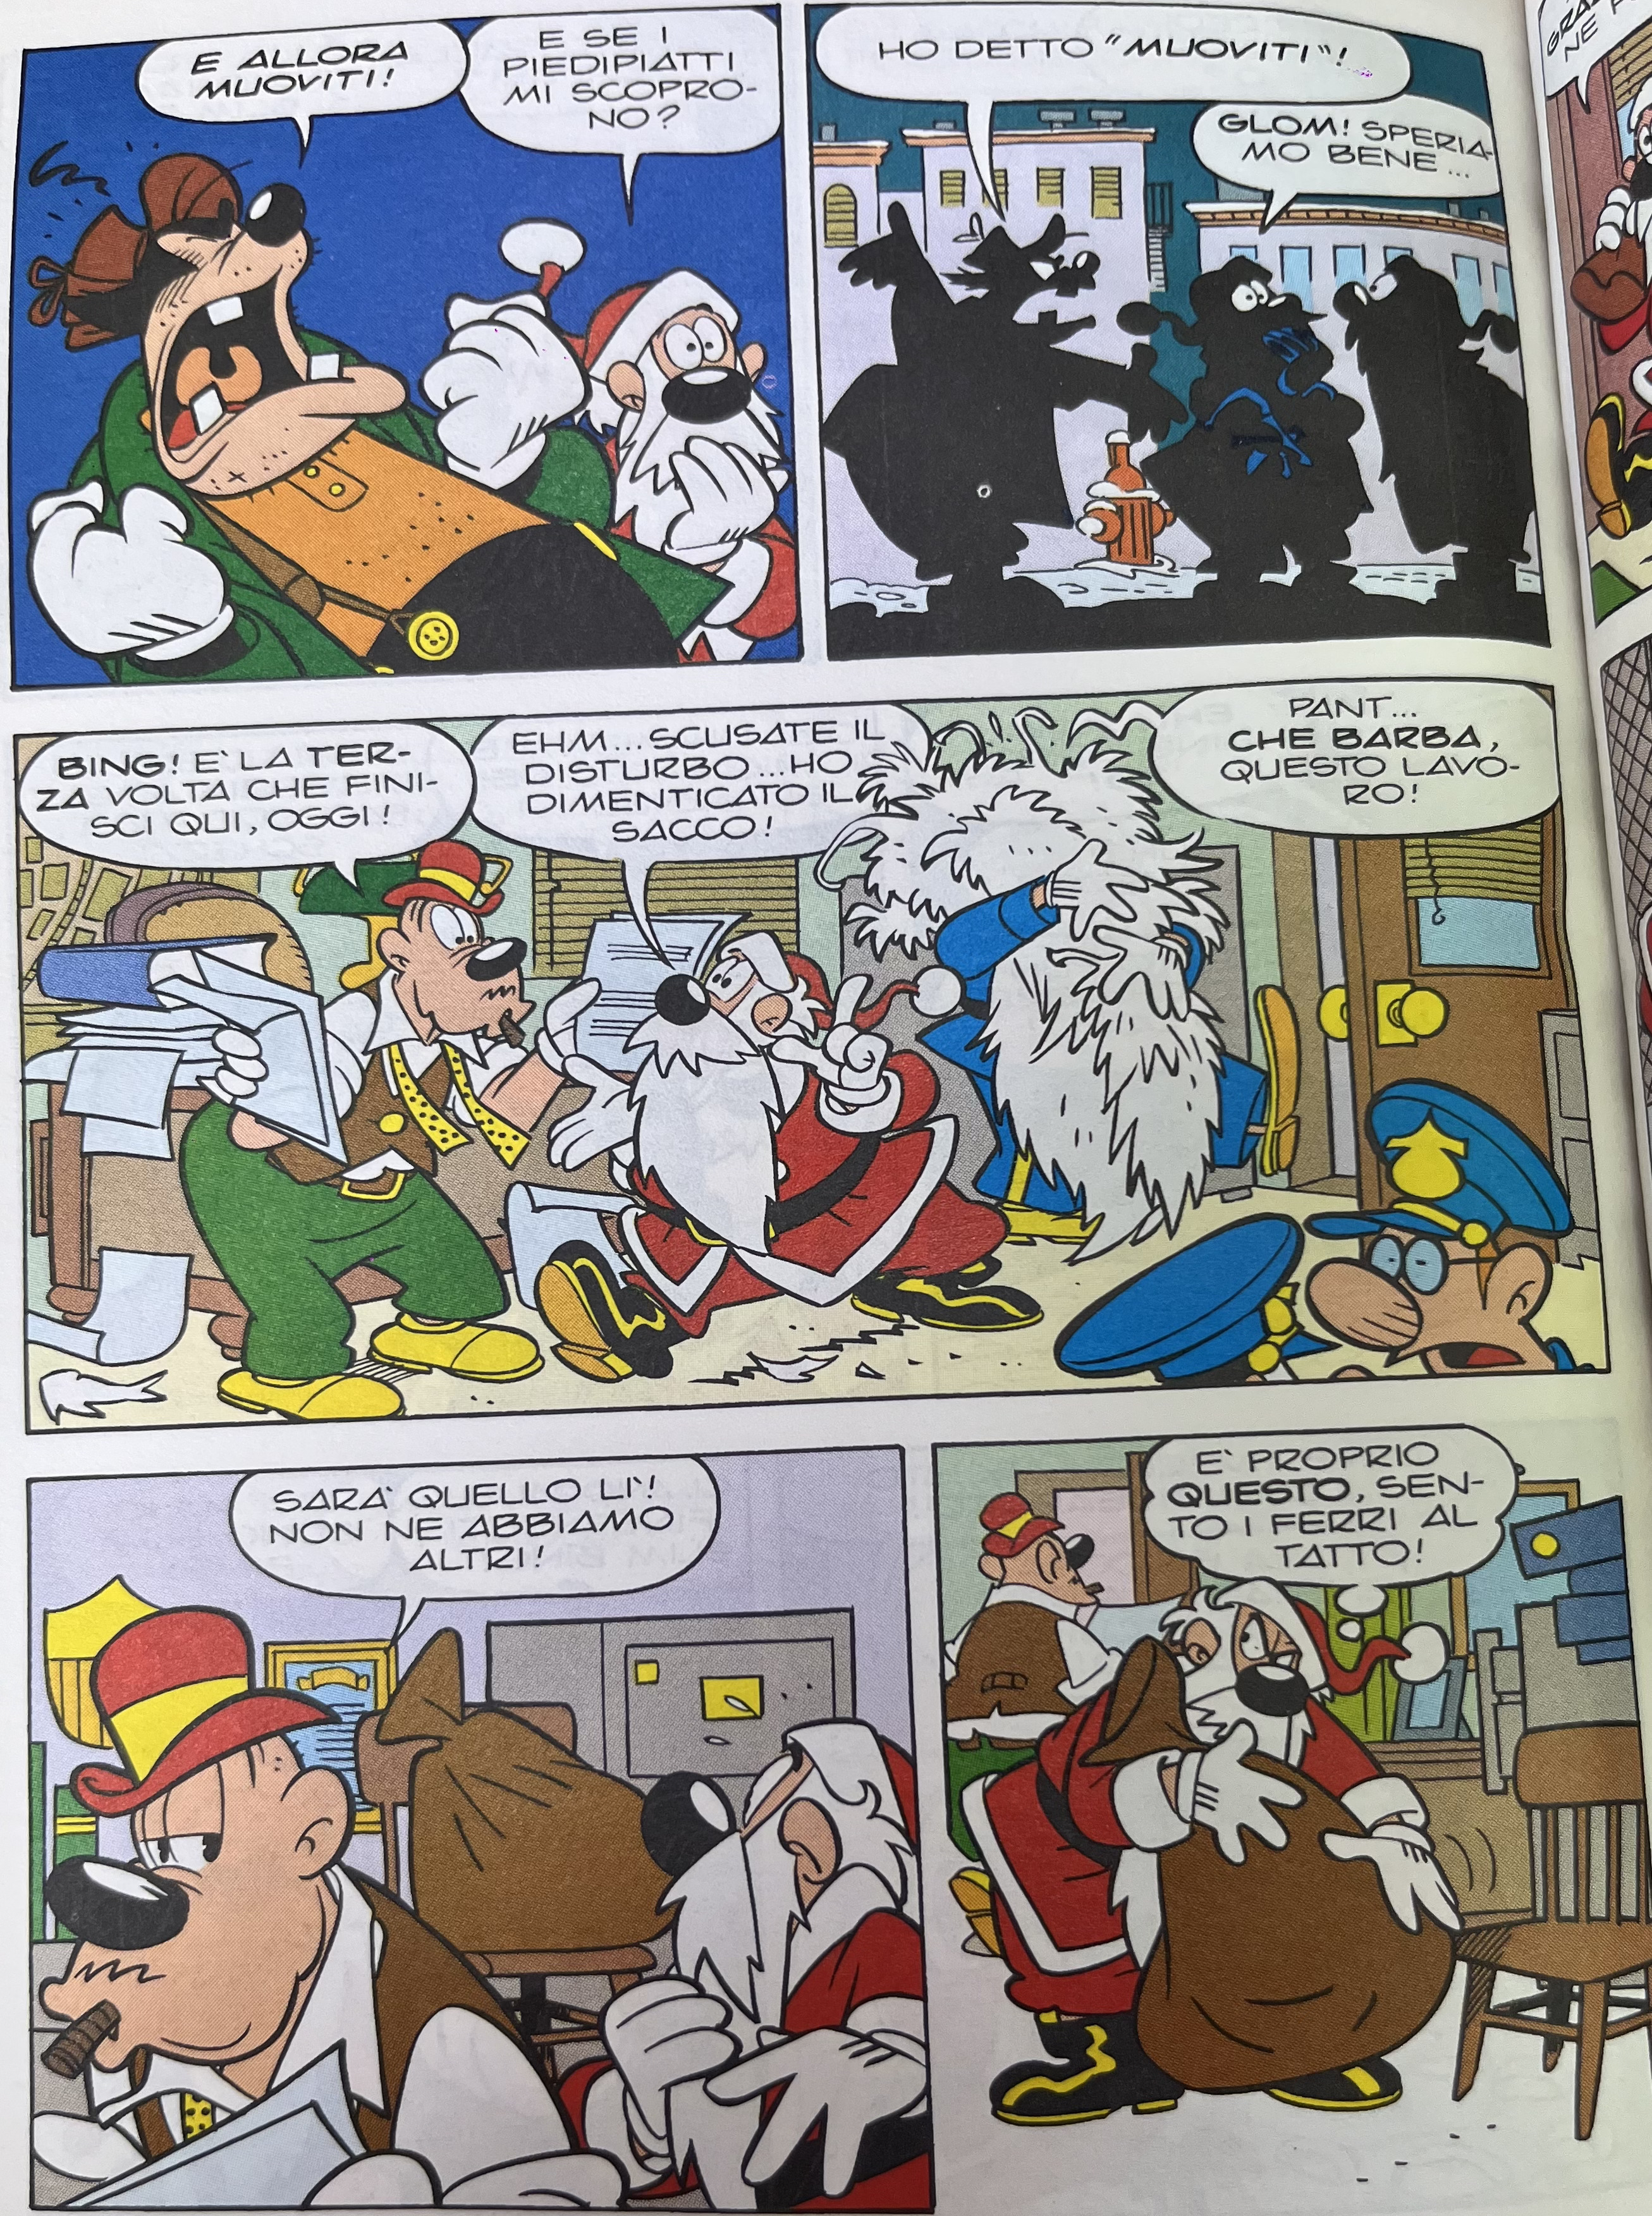 E ALLORA
MUOVITI!
E SE I
PIEDIPIATTI
MI SCOPRO-
NO?
HO DETTO "MUOVITI"!
GLOM! SPERIA-
MO BENE...
BING! E' LA TER-
ZA VOLTA CHE FINI-
SCI QUI, OGGI!
EHM... SCUSATE IL
DISTURBO... HO
DIMENTICATO IL
SACCO!
PANT...
CHE BARBA,
QUESTO LAVO-
RO!
SARA' QUELLO LI'!
NON NE ABBIAMO
ALTRI!
E' PROPRIO
QUESTO, SEN-
TO I FERRI AL
TATTO!